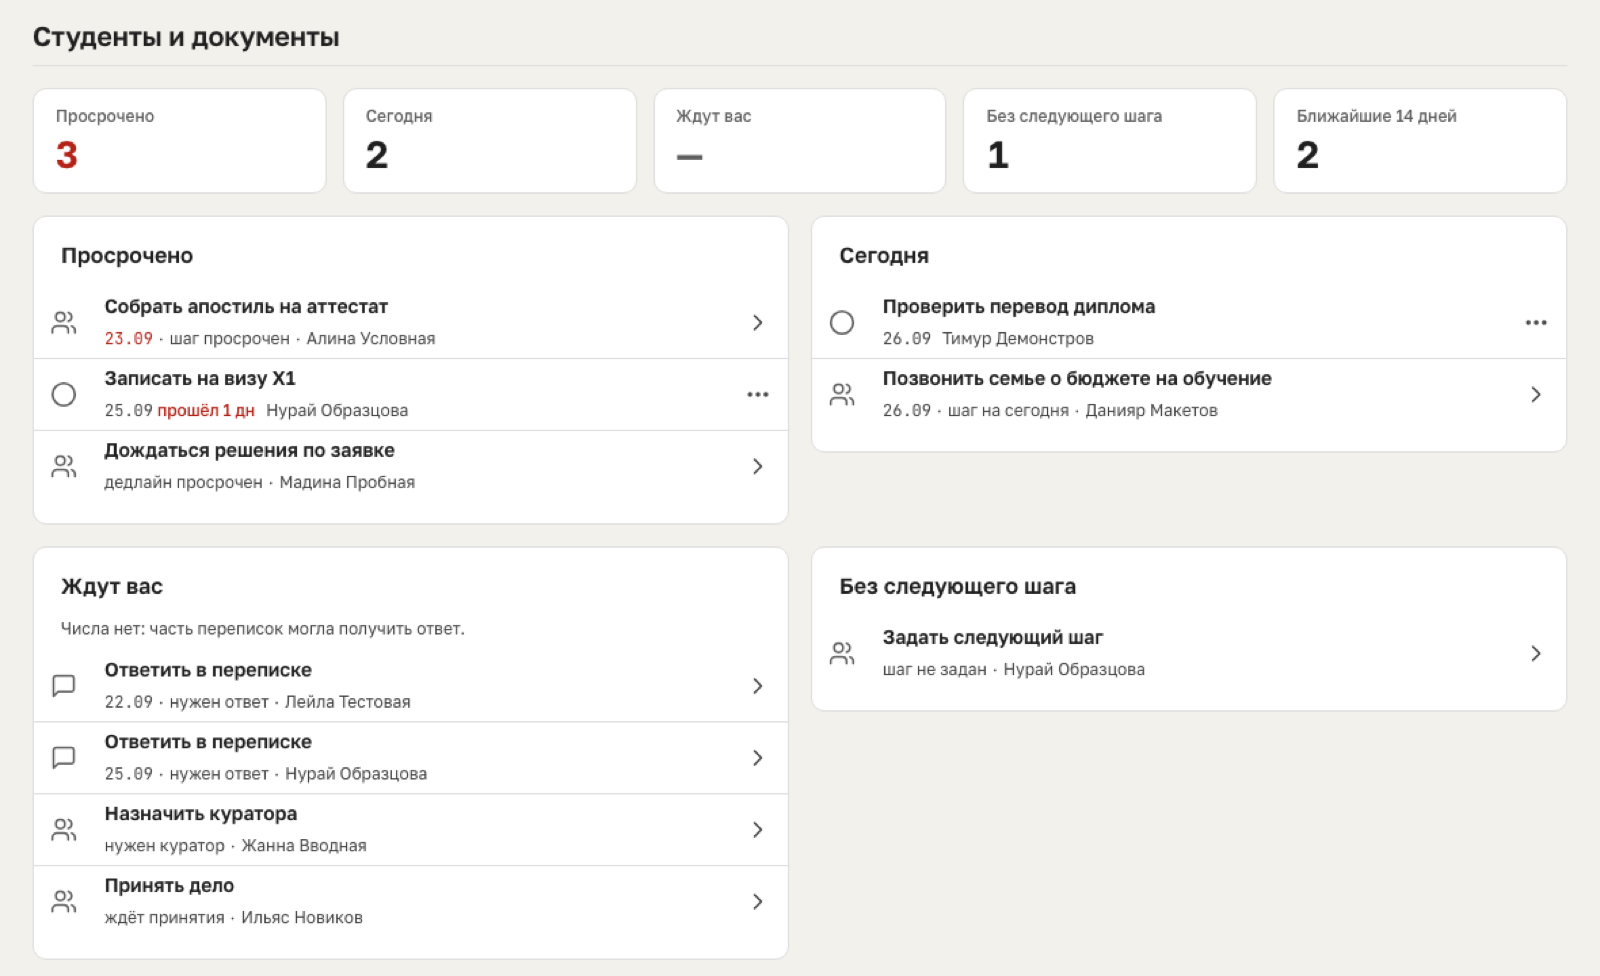 Студенты и документы
Просрочено
3
Сегодня
2
Ждут вас
—
Без следующего шага
1
Ближайшие 14 дней
2
Просрочено
Собрать апостиль на аттестат
23.09 · шаг просрочен · Алина Условная
Записать на визу X1
25.09 прошёл 1 дн Нурай Образцова
Дождаться решения по заявке
дедлайн просрочен · Мадина Пробная
Сегодня
Проверить перевод диплома
26.09 Тимур Демонстров
Позвонить семье о бюджете на обучение
26.09 · шаг на сегодня · Данияр Макетов
Ждут вас
Числа нет: часть переписок могла получить ответ.
Ответить в переписке
22.09 · нужен ответ · Лейла Тестовая
Ответить в переписке
25.09 · нужен ответ · Нурай Образцова
Назначить куратора
нужен куратор · Жанна Вводная
Принять дело
ждёт принятия · Ильяс Новиков
Без следующего шага
Задать следующий шаг
шаг не задан · Нурай Образцова